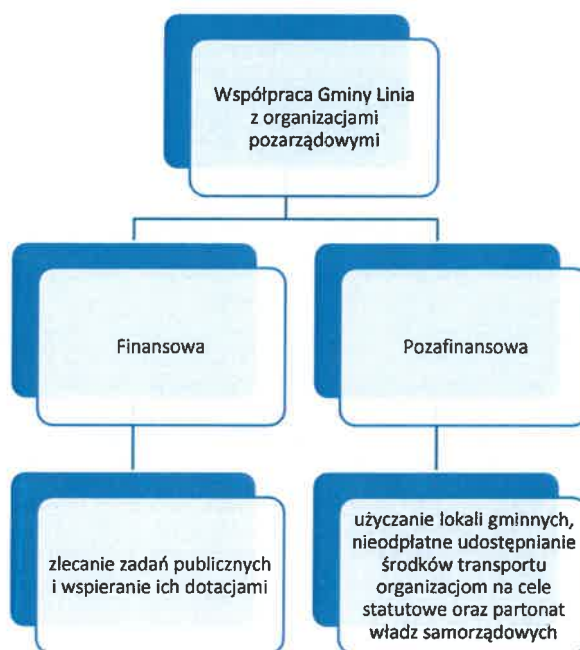 Współpraca Gminy Linia
z organizacjami
pozarządowymi
Finansowa
Pozafinansowa
zlecanie zadań publicznych
i wspieranie ich dotacjami
użyczanie lokali gminnych,
nieodpłatne udostępnianie
środków transportu
organizacjom na cele
statutowe oraz partonat
władz samorządowych